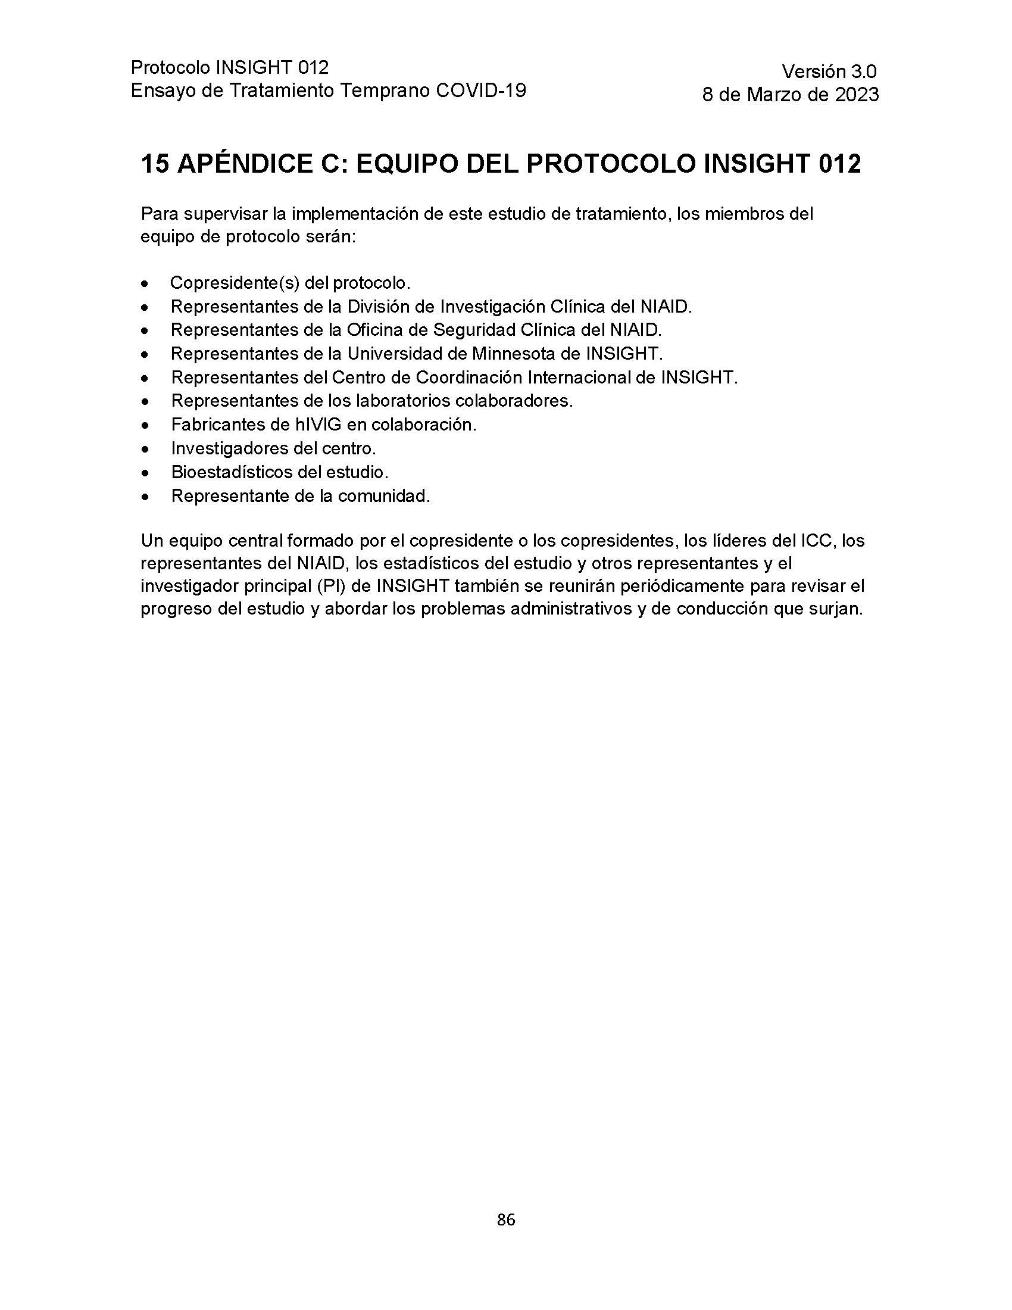 Protocolo INSIGHT 012
Ensayo de Tratamiento Temprano COVID-19
Versión 3.0
8 de Marzo de 2023
15 APÉNDICE C: EQUIPO DEL PROTOCOLO INSIGHT 012
Para supervisar la implementación de este estudio de tratamiento, los miembros del
equipo de protocolo serán:
• Copresidente(s) del protocolo.
• Representantes de la División de Investigación Clínica del NIAID.
• Representantes de la Oficina de Seguridad Clínica del NIAID.
• Representantes de la Universidad de Minnesota de INSIGHT.
• Representantes del Centro de Coordinación Internacional de INSIGHT.
• Representantes de los laboratorios colaboradores.
• Fabricantes de hIVIG en colaboración.
• Investigadores del centro.
• Bioestadísticos del estudio.
• Representante de la comunidad.
Un equipo central formado por el copresidente o los copresidentes, los líderes del ICC, los
representantes del NIAID, los estadísticos del estudio y otros representantes y el
investigador principal (PI) de INSIGHT también se reunirán periódicamente para revisar el
progreso del estudio y abordar los problemas administrativos y de conducción que surjan.
86